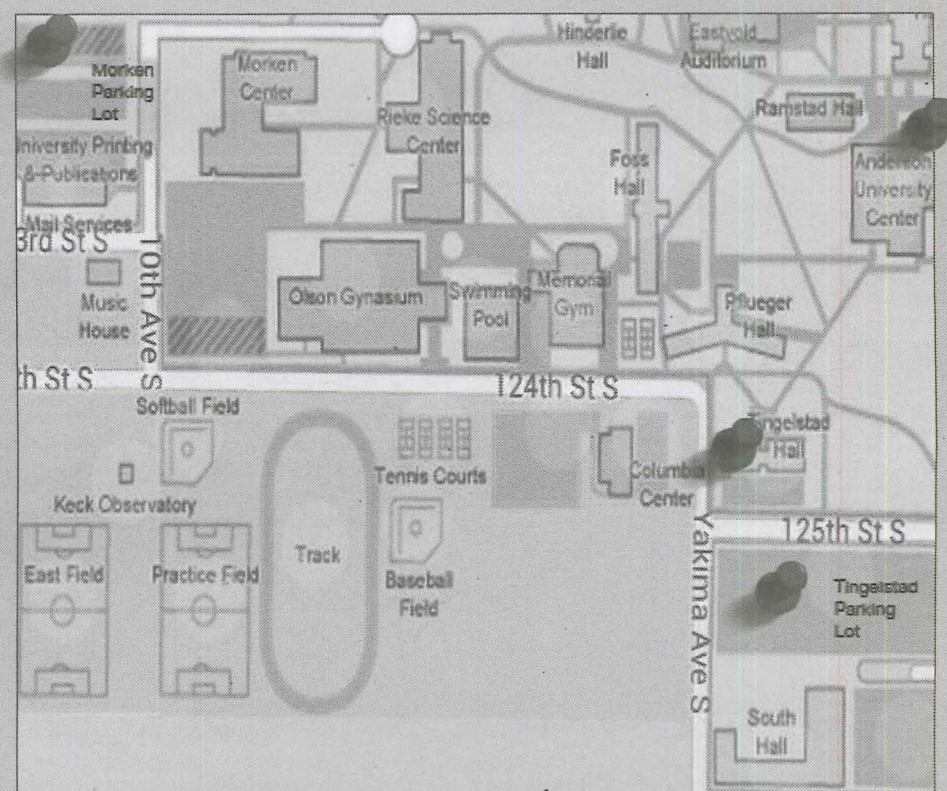 Hinderlie
Hall
Eastvold
Auditorium
Morken
Parking
Lot
Morken
Center
Rieke Science
Center
Ramstad Hall
University Printing
& Publications
Mail Services
Foss
Hall
Anderson
University
Center
3rd St S
10th Ave S
Music
House
Olson Gynasium
Swimming
Pool
Memorial
Gym
Pflueger
Hall
th St S
124th St S
Softball Field
Tingelstad
Hall
Keck Observatory
Tennis Courts
Columbia
Center
Yakima Ave S
125th St S
East Field
Practice Field
Track
Baseball
Field
Tingelstad
Parking
Lot
South
Hall